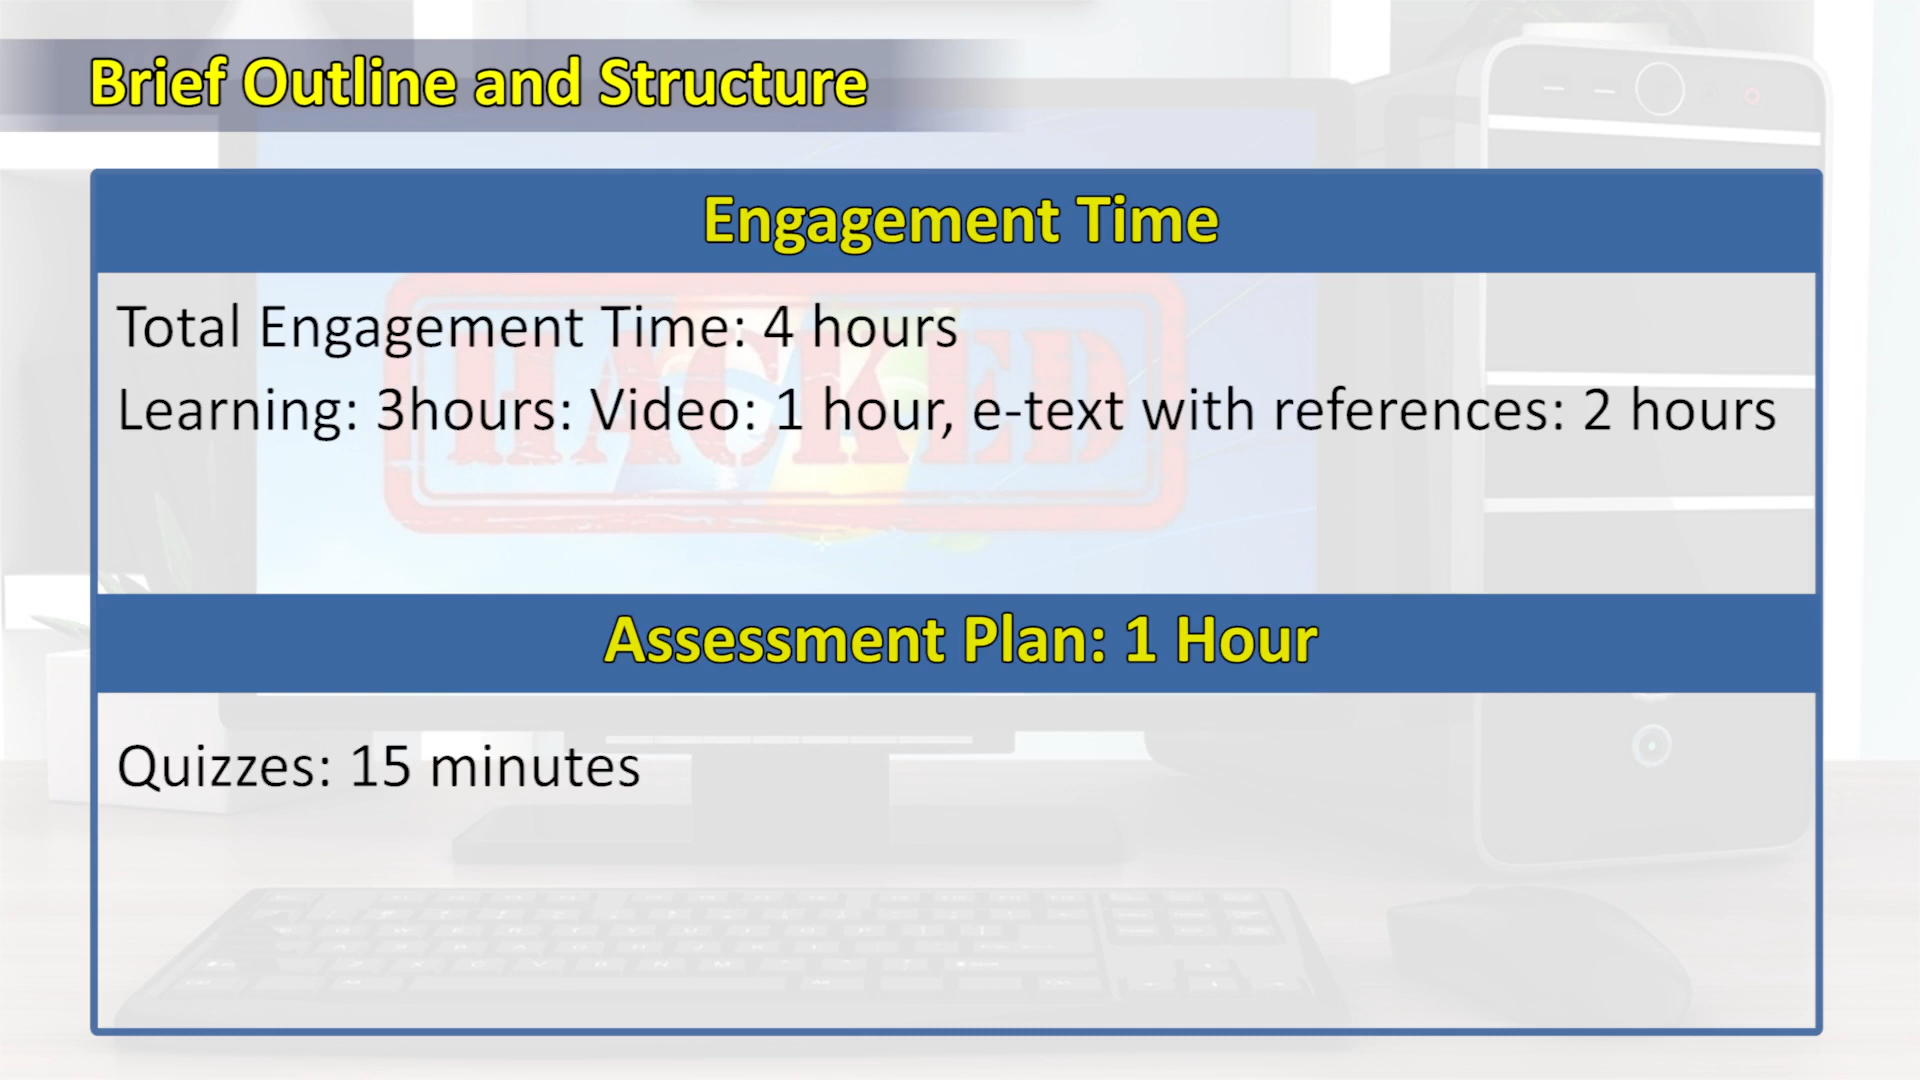 Brief Outline and Structure
Engagement Time
Total Engagement Time: 4 hours
Learning: 3hours: Video: 1 hour, e-text with references: 2 hours
HACKED
Assessment Plan: 1 Hour
Quizzes: 15 minutes